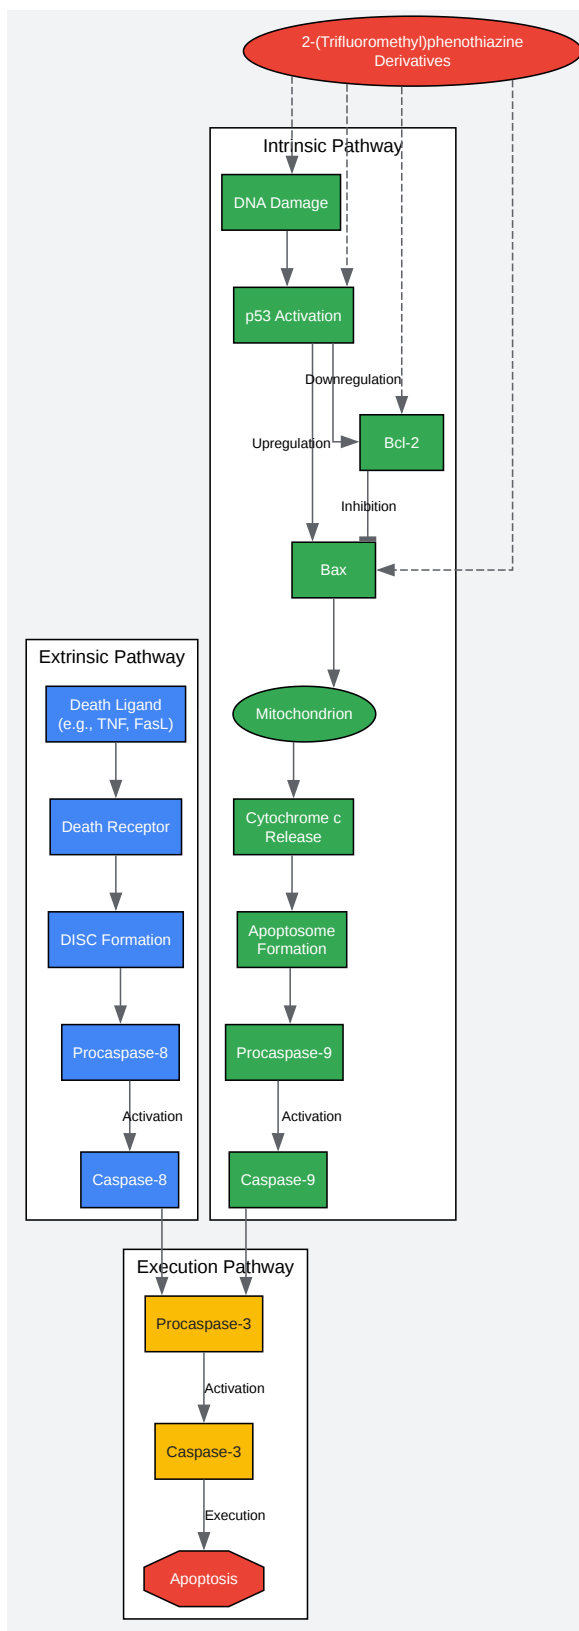 2-(Trifluoromethyl)phenothiazine
Derivatives
Intrinsic Pathway
DNA Damage
p53 Activation
Downregulation
Upregulation
Bcl-2
Inhibition
Bax
Mitochondrion
Cytochrome c
Release
Apoptosome
Formation
Procaspase-9
Activation
Caspase-9
Extrinsic Pathway
Death Ligand
(e.g., TNF, FasL)
Death Receptor
DISC Formation
Procaspase-8
Activation
Caspase-8
Execution Pathway
Procaspase-3
Activation
Caspase-3
Execution
Apoptosis